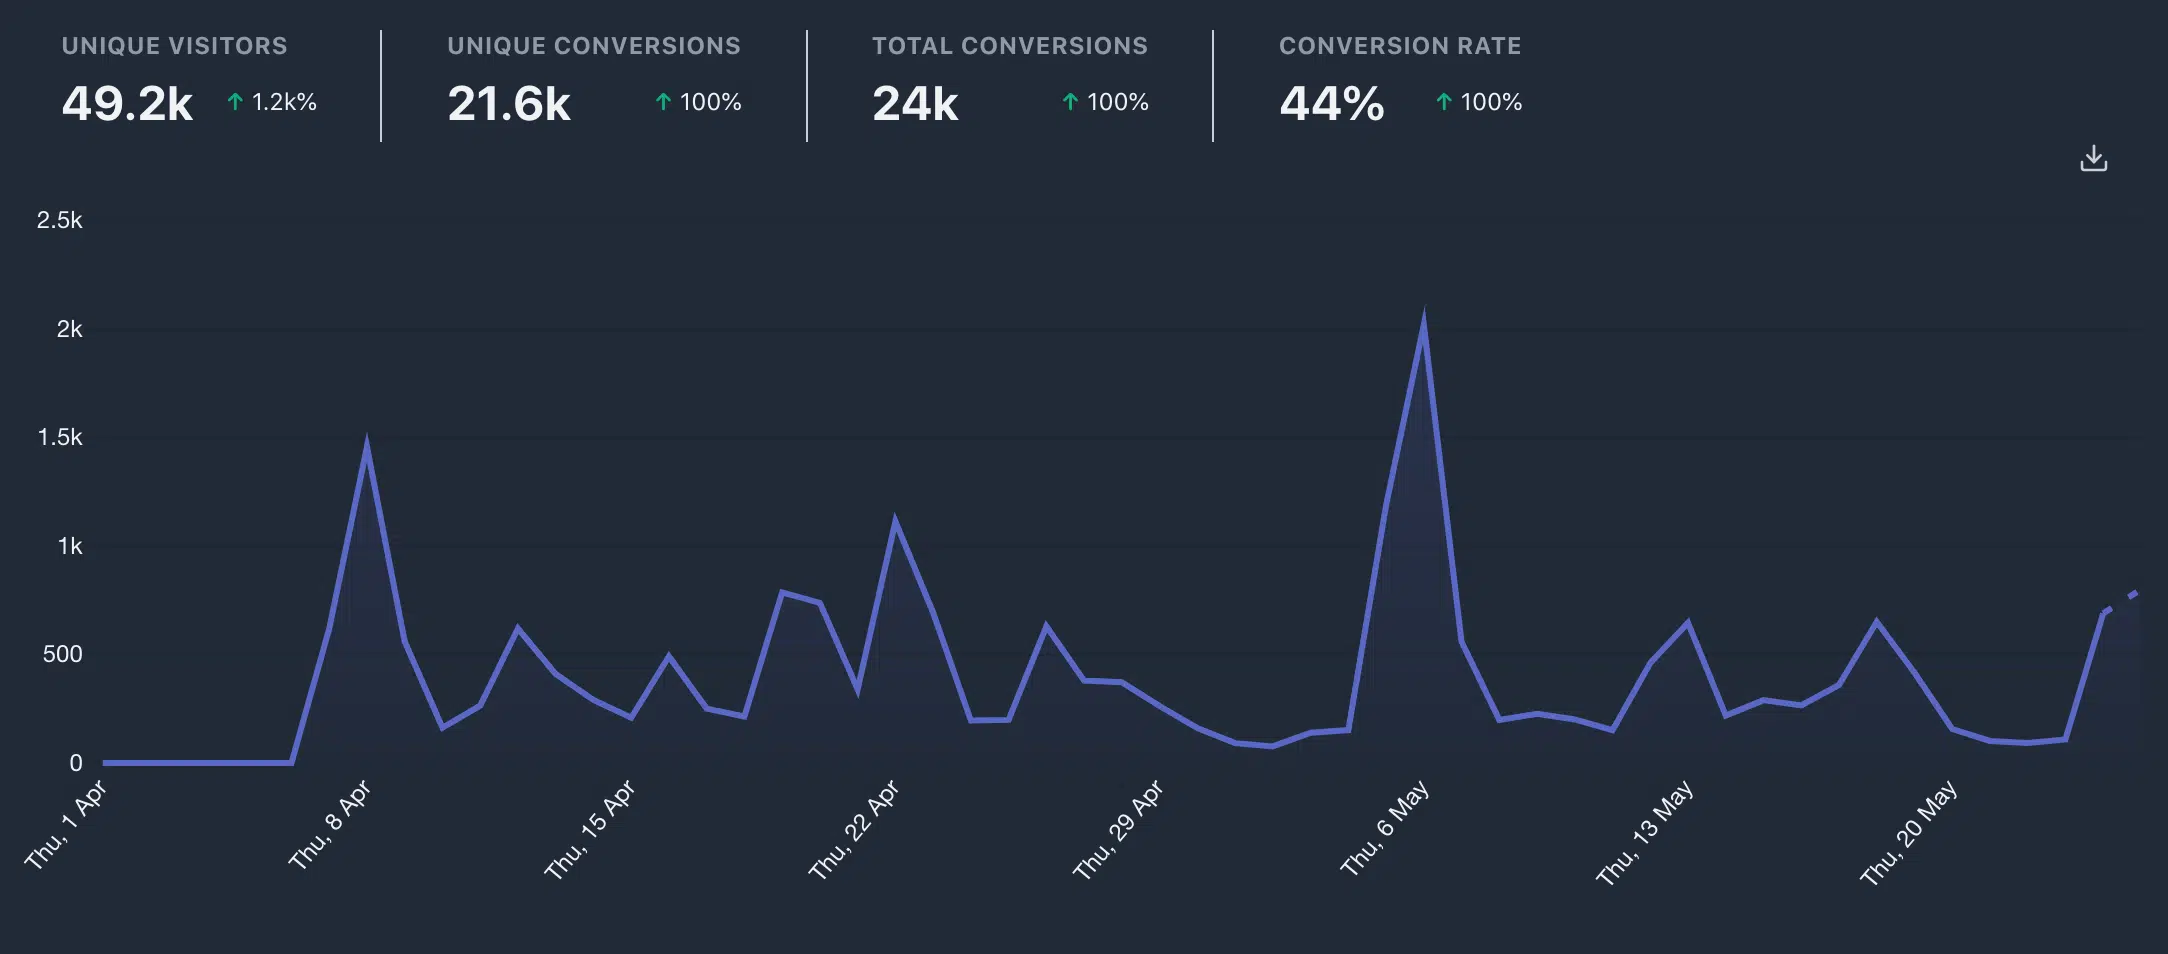 UNIQUE VISITORS
49.2k ↑ 1.2k%
UNIQUE CONVERSIONS
21.6k ↑ 100%
TOTAL CONVERSIONS
24k ↑ 100%
CONVERSION RATE
44% ↑ 100%
2.5k
2k
1.5k
1k
500
0
Thu, 1 Apr
Thu, 8 Apr
Thu, 15 Apr
Thu, 22 Apr
Thu, 29 Apr
Thu, 6 May
Thu, 13 May
Thu, 20 May